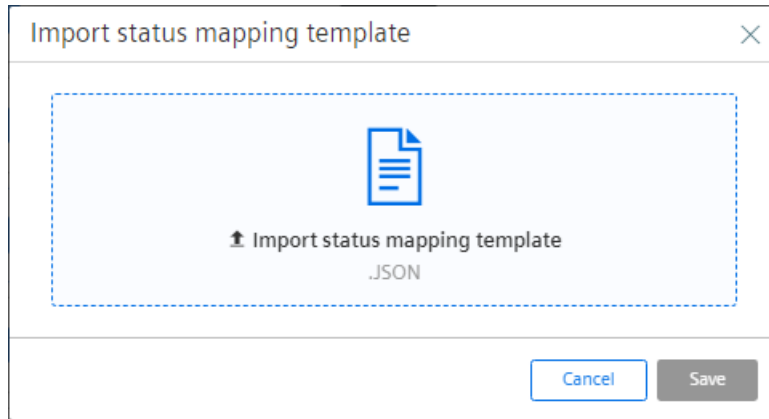 Import status mapping template
Import status mapping template
.JSON
Cancel
Save